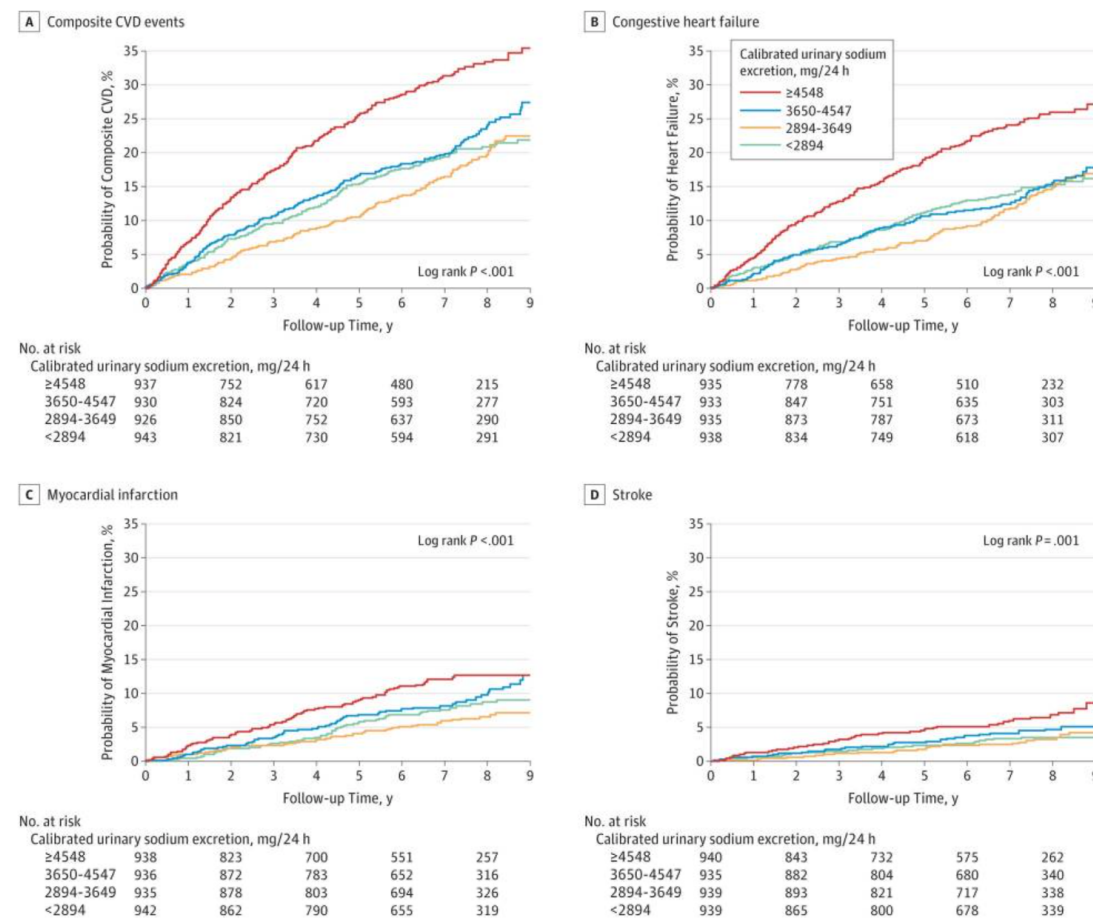 A Composite CVD events
Probability of Composite CVD, %
35
30
25
20
15
10
5
0
Log rank P <.001
0 1 2 3 4 5 6 7 8 9
Follow-up Time, y
No. at risk
Calibrated urinary sodium excretion, mg/24 h
≥4548 937 752 617 480 215
3650-4547 930 824 720 593 277
2894-3649 926 850 752 637 290
<2894 943 821 730 594 291
B Congestive heart failure
Probability of Heart Failure, %
35
30
25
20
15
10
5
0
Calibrated urinary sodium
excretion, mg/24 h
≥4548
3650-4547
2894-3649
<2894
Log rank P <.001
0 1 2 3 4 5 6 7 8 9
Follow-up Time, y
No. at risk
Calibrated urinary sodium excretion, mg/24 h
≥4548 935 778 658 510 232
3650-4547 933 847 751 635 303
2894-3649 935 873 787 673 311
<2894 938 834 749 618 307
C Myocardial infarction
Probability of Myocardial Infarction, %
35
30
25
20
15
10
5
0
Log rank P <.001
0 1 2 3 4 5 6 7 8 9
Follow-up Time, y
No. at risk
Calibrated urinary sodium excretion, mg/24 h
≥4548 938 823 700 551 257
3650-4547 936 872 783 652 316
2894-3649 935 878 803 694 326
<2894 942 862 790 655 319
D Stroke
Probability of Stroke, %
35
30
25
20
15
10
5
0
Log rank P = .001
0 1 2 3 4 5 6 7 8 9
Follow-up Time, y
No. at risk
Calibrated urinary sodium excretion, mg/24 h
≥4548 940 843 732 575 262
3650-4547 935 882 804 680 340
2894-3649 939 893 821 717 338
<2894 939 865 800 678 339